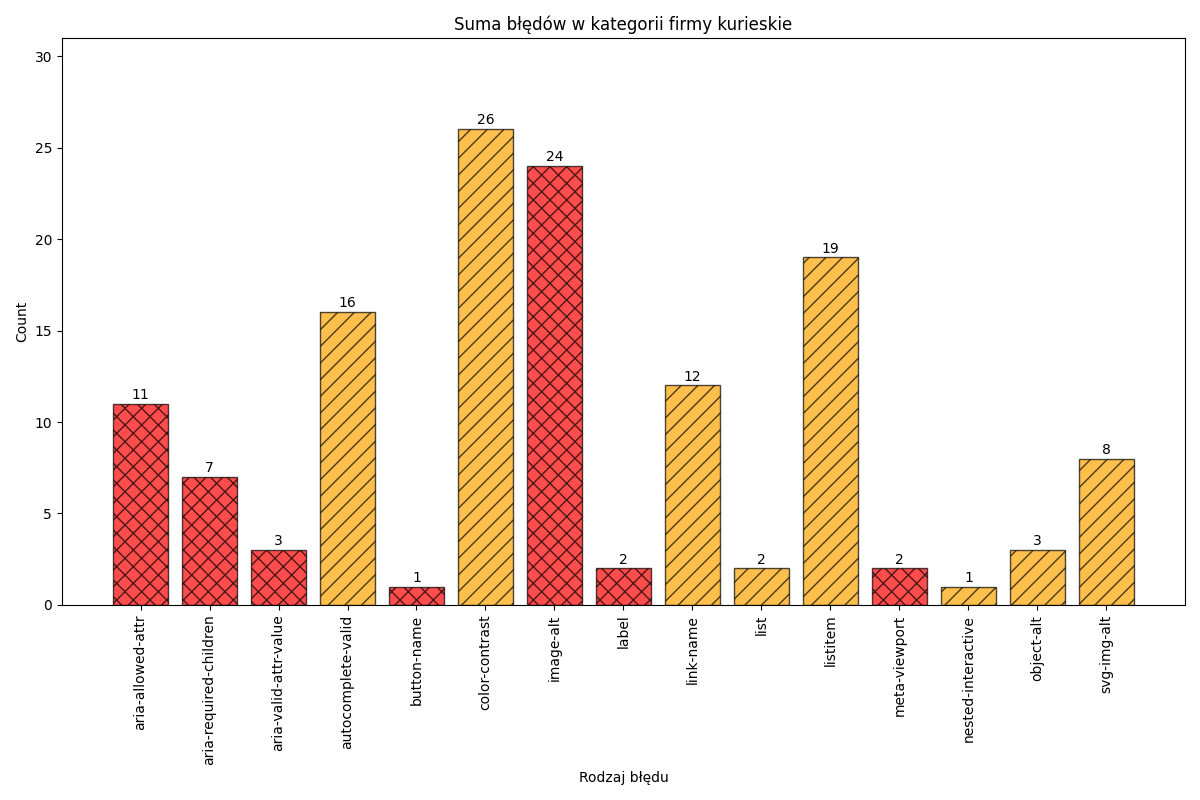 Suma błędów w kategorii firmy kurieskie
Count
30
25
20
15
10
5
0
11
7
3
16
1
26
24
2
12
2
19
2
1
3
8
aria-allowed-attr
aria-required-children
aria-valid-attr-value
autocomplete-valid
button-name
color-contrast
image-alt
label
link-name
list
listitem
meta-viewport
nested-interactive
object-alt
svg-img-alt
Rodzaj błędu